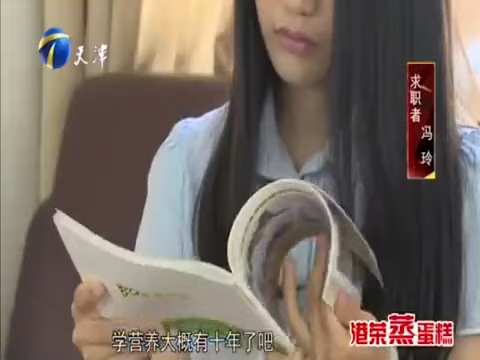 天津
求职者
冯玲
学营养大概有十年了吧
港荣蒸蛋糕